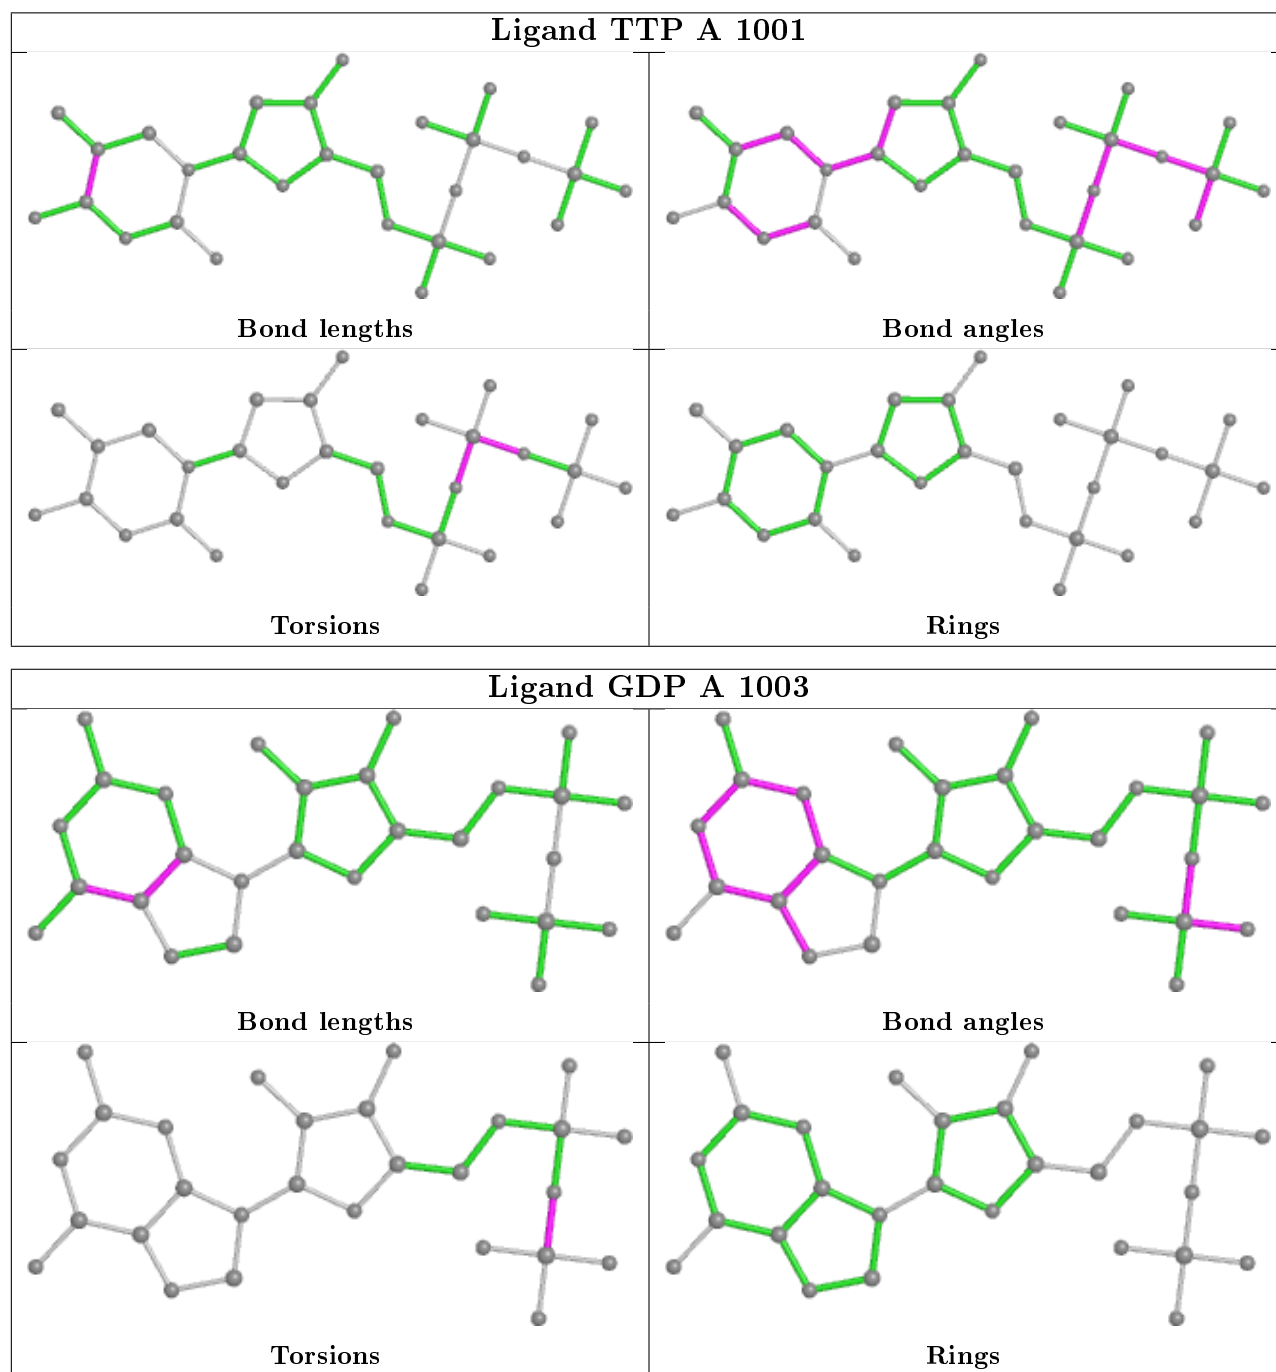 Ligand TTP A 1001
Bond lengths
Bond angles
Torsions
Rings
Ligand GDP A 1003
Bond lengths
Bond angles
Torsions
Rings